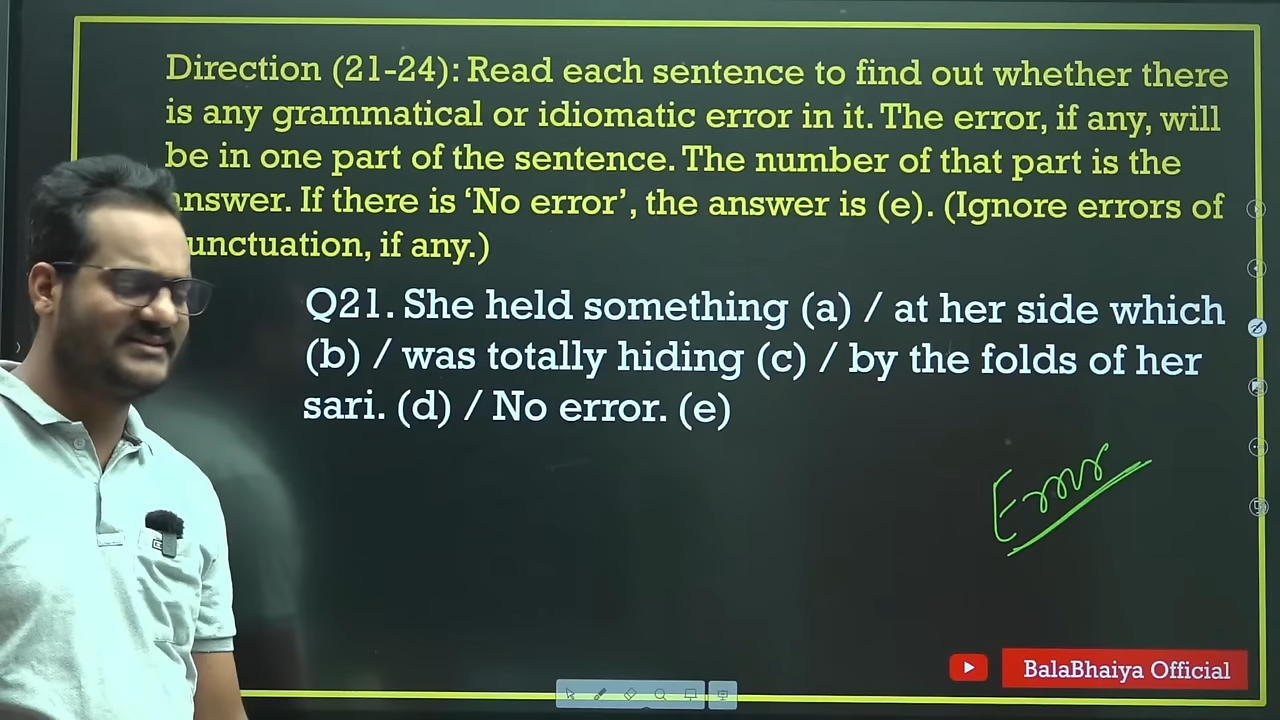 Direction (21-24): Read each sentence to find out whether there
is any grammatical or idiomatic error in it. The error, if any, will
be in one part of the sentence. The number of that part is the
answer. If there is ‘No error’, the answer is (e). (Ignore errors of
unctuation, if any.)
Q21. She held something (a) / at her side which
(b) / was totally hiding (c) / by the folds of her
sari. (d) / No error. (e)
Error
BalaBhaiya Official